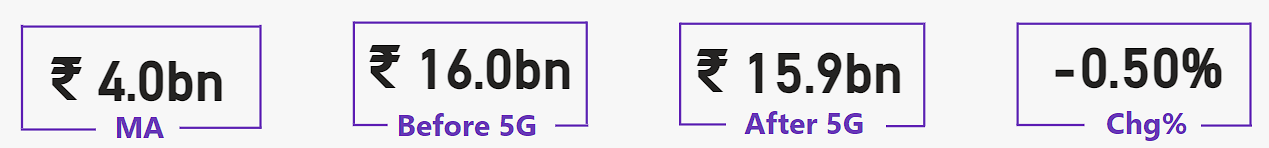 ₹ 4.0bn
MA
₹ 16.0bn
Before 5G
₹ 15.9bn
After 5G
-0.50%
Chg%